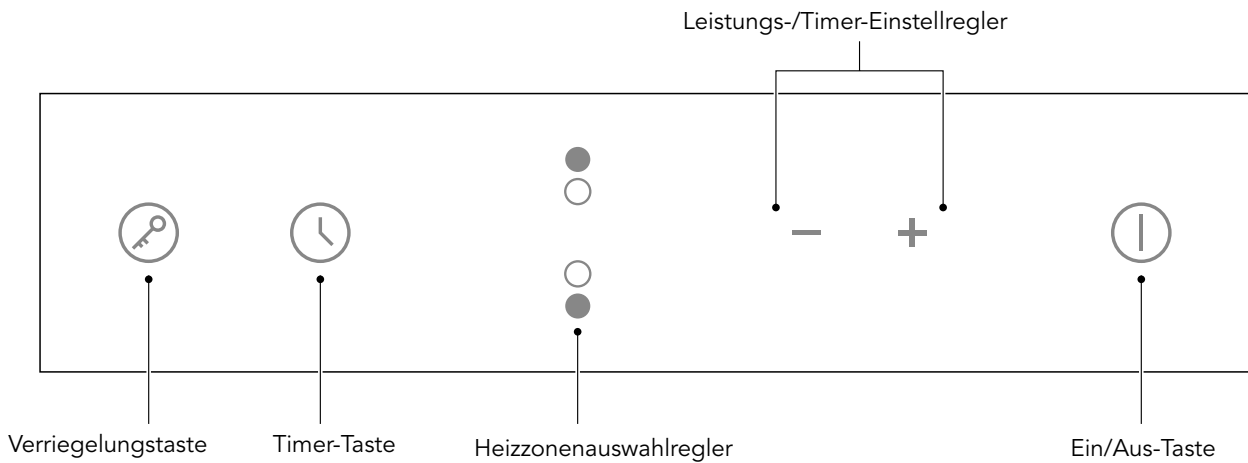 Leistungs-/Timer-Einstellregler
Verriegelungstaste
Timer-Taste
Heizzonenauswahlregler
Ein/Aus-Taste